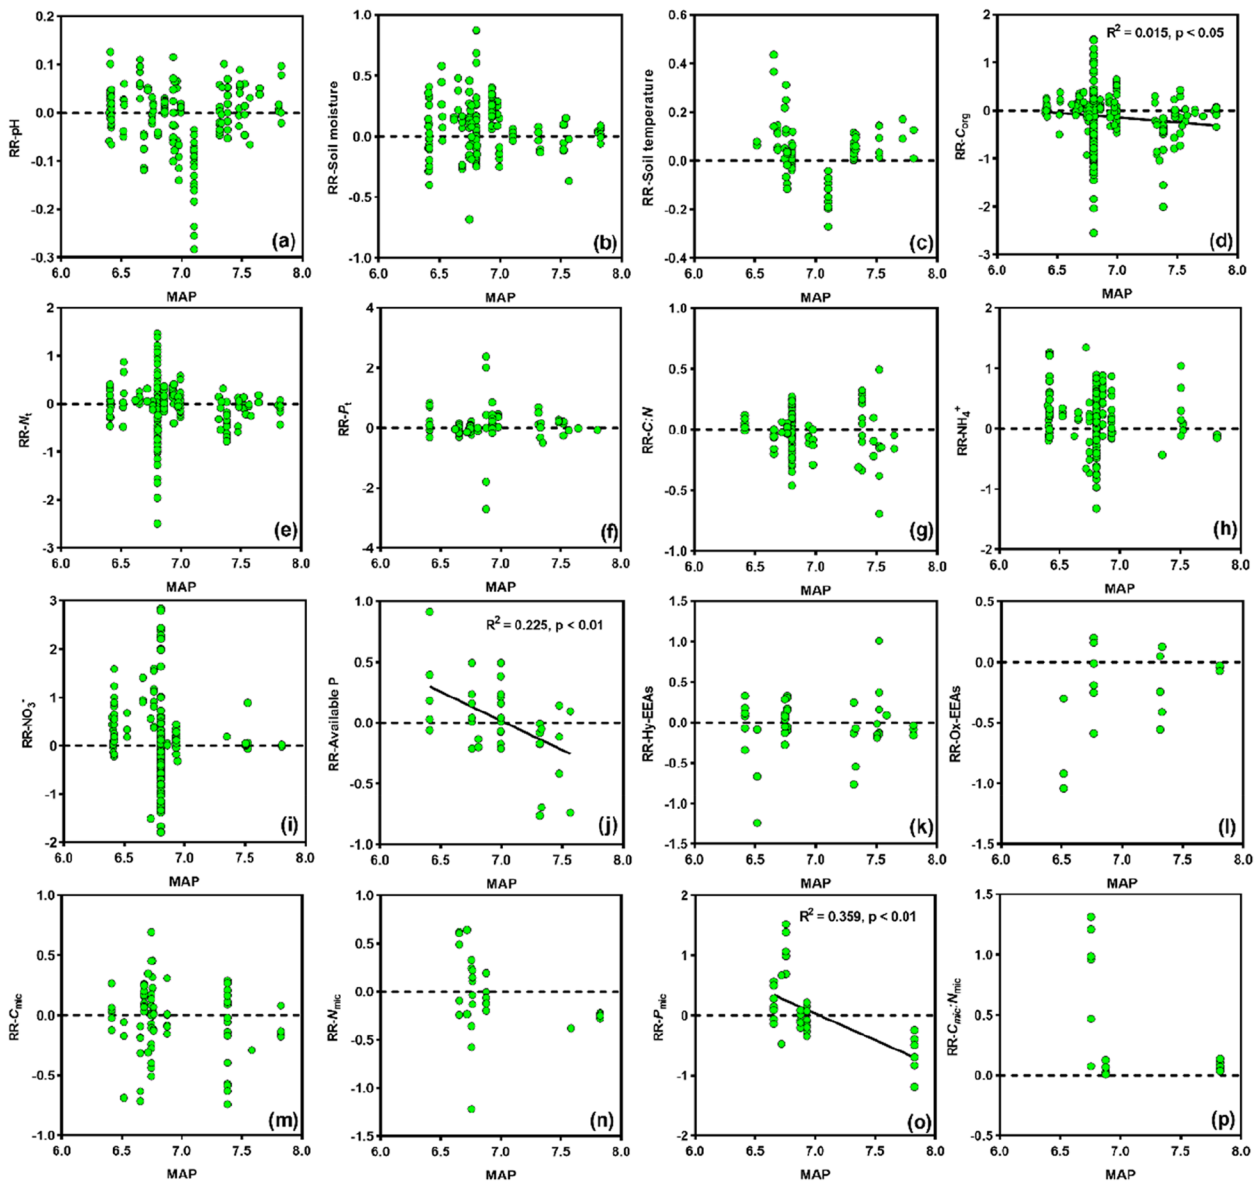 RR-pH
0.2
0.1
0.0
-0.1
-0.2
-0.3
(a)
6.0 6.5 7.0 7.5 8.0
MAP
RR-Soil moisture
1.0
0.5
0.0
-0.5
-1.0
(b)
6.0 6.5 7.0 7.5 8.0
MAP
RR-Soil temperature
0.6
0.4
0.2
0.0
-0.2
-0.4
(c)
6.0 6.5 7.0 7.5 8.0
MAP
RR-Corg
2
1
0
-1
-2
-3
R2 = 0.015, p < 0.05
(d)
6.0 6.5 7.0 7.5 8.0
MAP
RR-Nt
2
1
0
-1
-2
-3
(e)
6.0 6.5 7.0 7.5 8.0
MAP
RR-Pt
4
2
0
-2
-4
(f)
6.0 6.5 7.0 7.5 8.0
MAP
RR-C:N
1.0
0.5
0.0
-0.5
-1.0
(g)
6.0 6.5 7.0 7.5 8.0
MAP
RR-NH4+
2
1
0
-1
-2
(h)
6.0 6.5 7.0 7.5 8.0
MAP
RR-NO3-
3
2
1
0
-1
-2
(i)
6.0 6.5 7.0 7.5 8.0
MAP
RR-Available P
1.0
0.5
0.0
-0.5
-1.0
R2 = 0.225, p < 0.01
(j)
6.0 6.5 7.0 7.5 8.0
MAP
RR-Hy-EEAs
1.5
1.0
0.5
0.0
-0.5
-1.0
-1.5
(k)
6.0 6.5 7.0 7.5 8.0
MAP
RR-Ox-EEAs
0.5
0.0
-0.5
-1.0
-1.5
(l)
6.0 6.5 7.0 7.5 8.0
MAP
RR-Cmic
1.0
0.5
0.0
-0.5
-1.0
(m)
6.0 6.5 7.0 7.5 8.0
MAP
RR-Nmic
1.0
0.5
0.0
-0.5
-1.0
-1.5
(n)
6.0 6.5 7.0 7.5 8.0
MAP
RR-Pmic
2
1
0
-1
-2
R2 = 0.359, p < 0.01
(o)
6.0 6.5 7.0 7.5 8.0
MAP
RR-Cmic:Nmic
1.5
1.0
0.5
0.0
-0.5
(p)
6.0 6.5 7.0 7.5 8.0
MAP